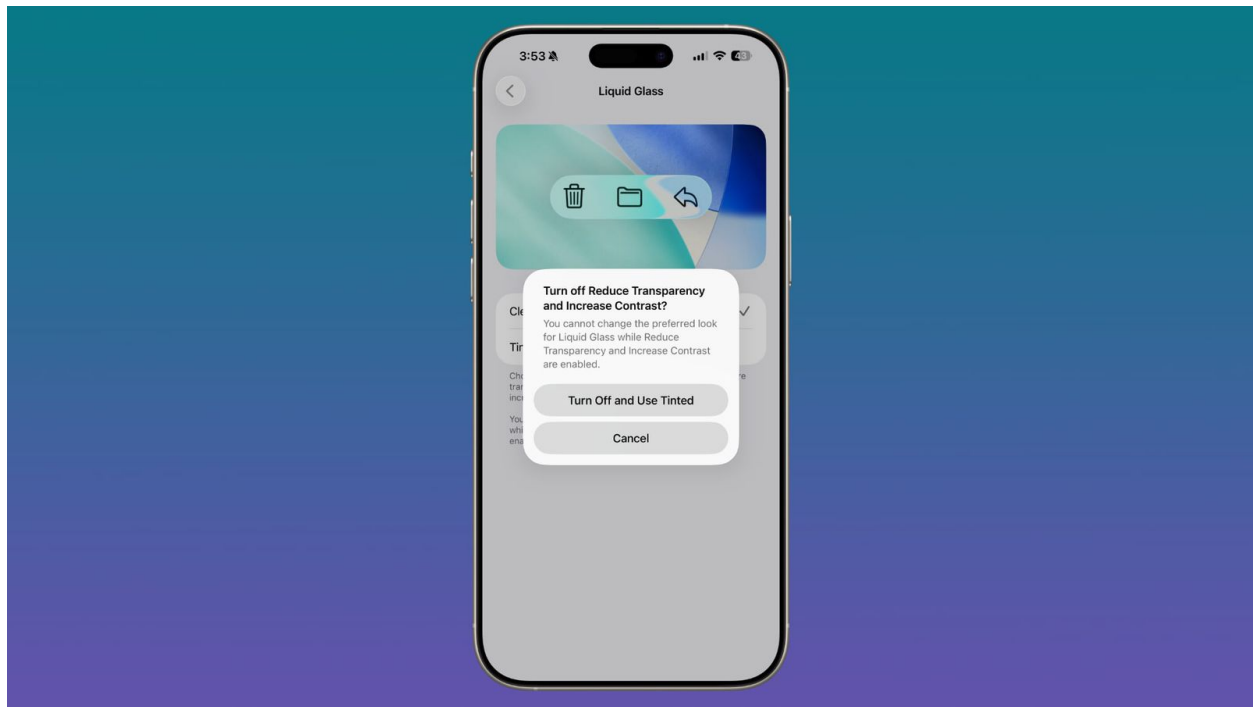 3:53
43
Liquid Glass
Turn off Reduce Transparency
and Increase Contrast?
You cannot change the preferred look
for Liquid Glass while Reduce
Transparency and Increase Contrast
are enabled.
Turn Off and Use Tinted
Cancel